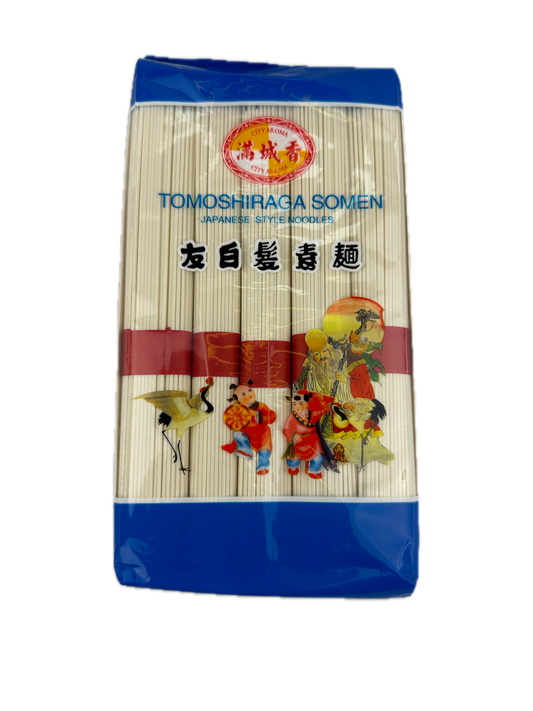 CITY AROMA
滿城香
CITY AROMA
TOMOSHIRAGA SOMEN
JAPANESE STYLE NOODLES
友白髮素麵